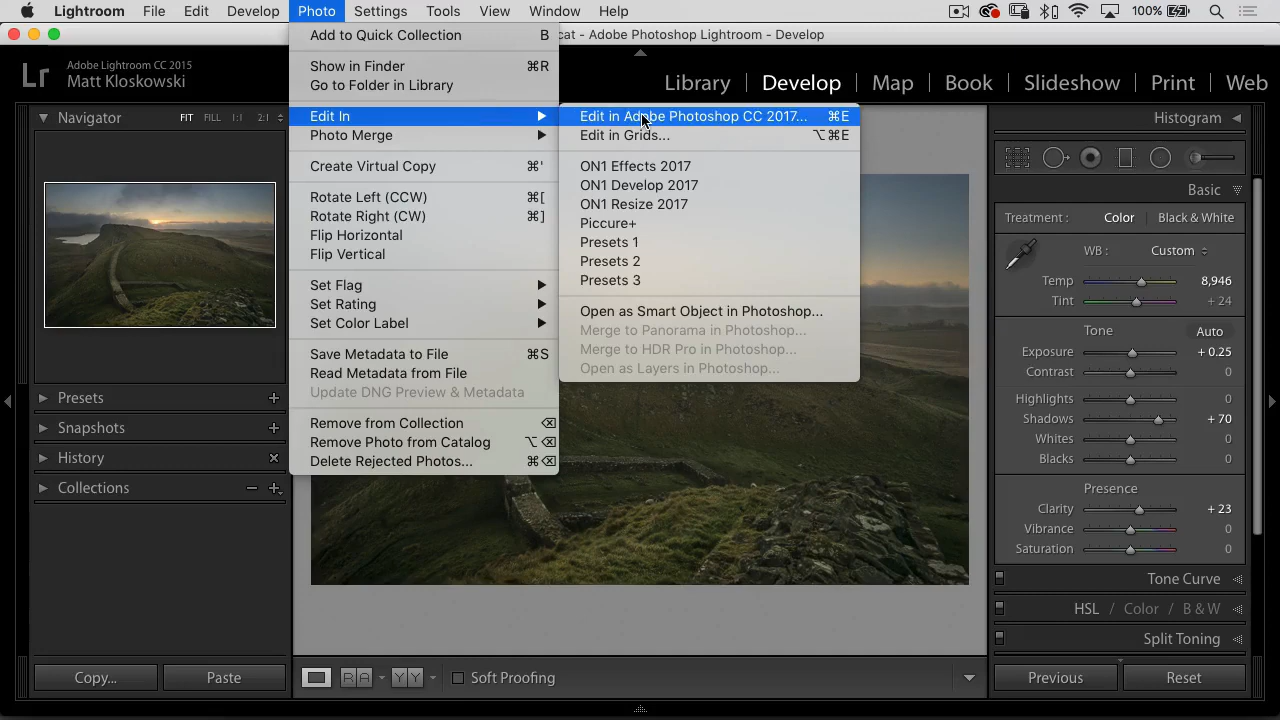 Lightroom File Edit Develop Photo Settings Tools View Window Help 100%
cat - Adobe Photoshop Lightroom - Develop
Lr
Adobe Lightroom CC 2015
Matt Kloskowski
Library | Develop | Map | Book | Slideshow | Print | Web
Navigator FIT FILL 1:1 2:1
Presets
Snapshots
History
Collections
Copy...
Paste
Add to Quick Collection B
Show in Finder ⌘R
Go to Folder in Library
Edit In
Photo Merge
Create Virtual Copy ⌘'
Rotate Left (CCW) ⌘[
Rotate Right (CW) ⌘]
Flip Horizontal
Flip Vertical
Set Flag
Set Rating
Set Color Label
Save Metadata to File ⌘S
Read Metadata from File
Update DNG Preview & Metadata
Remove from Collection ⌫
Remove Photo from Catalog ⌥⌫
Delete Rejected Photos... ⌘⌫
Edit in Adobe Photoshop CC 2017... ⌘E
Edit in Grids... ⌥⌘E
ON1 Effects 2017
ON1 Develop 2017
ON1 Resize 2017
Piccure+
Presets 1
Presets 2
Presets 3
Open as Smart Object in Photoshop...
Merge to Panorama in Photoshop...
Merge to HDR Pro in Photoshop...
Open as Layers in Photoshop...
R A
Y Y
Soft Proofing
Histogram
Basic
Treatment : Color | Black & White
WB : Custom
Temp 8,946
Tint + 24
Tone Auto
Exposure + 0.25
Contrast 0
Highlights 0
Shadows + 70
Whites 0
Blacks 0
Presence
Clarity + 23
Vibrance 0
Saturation 0
Tone Curve
HSL / Color / B & W
Split Toning
Previous
Reset